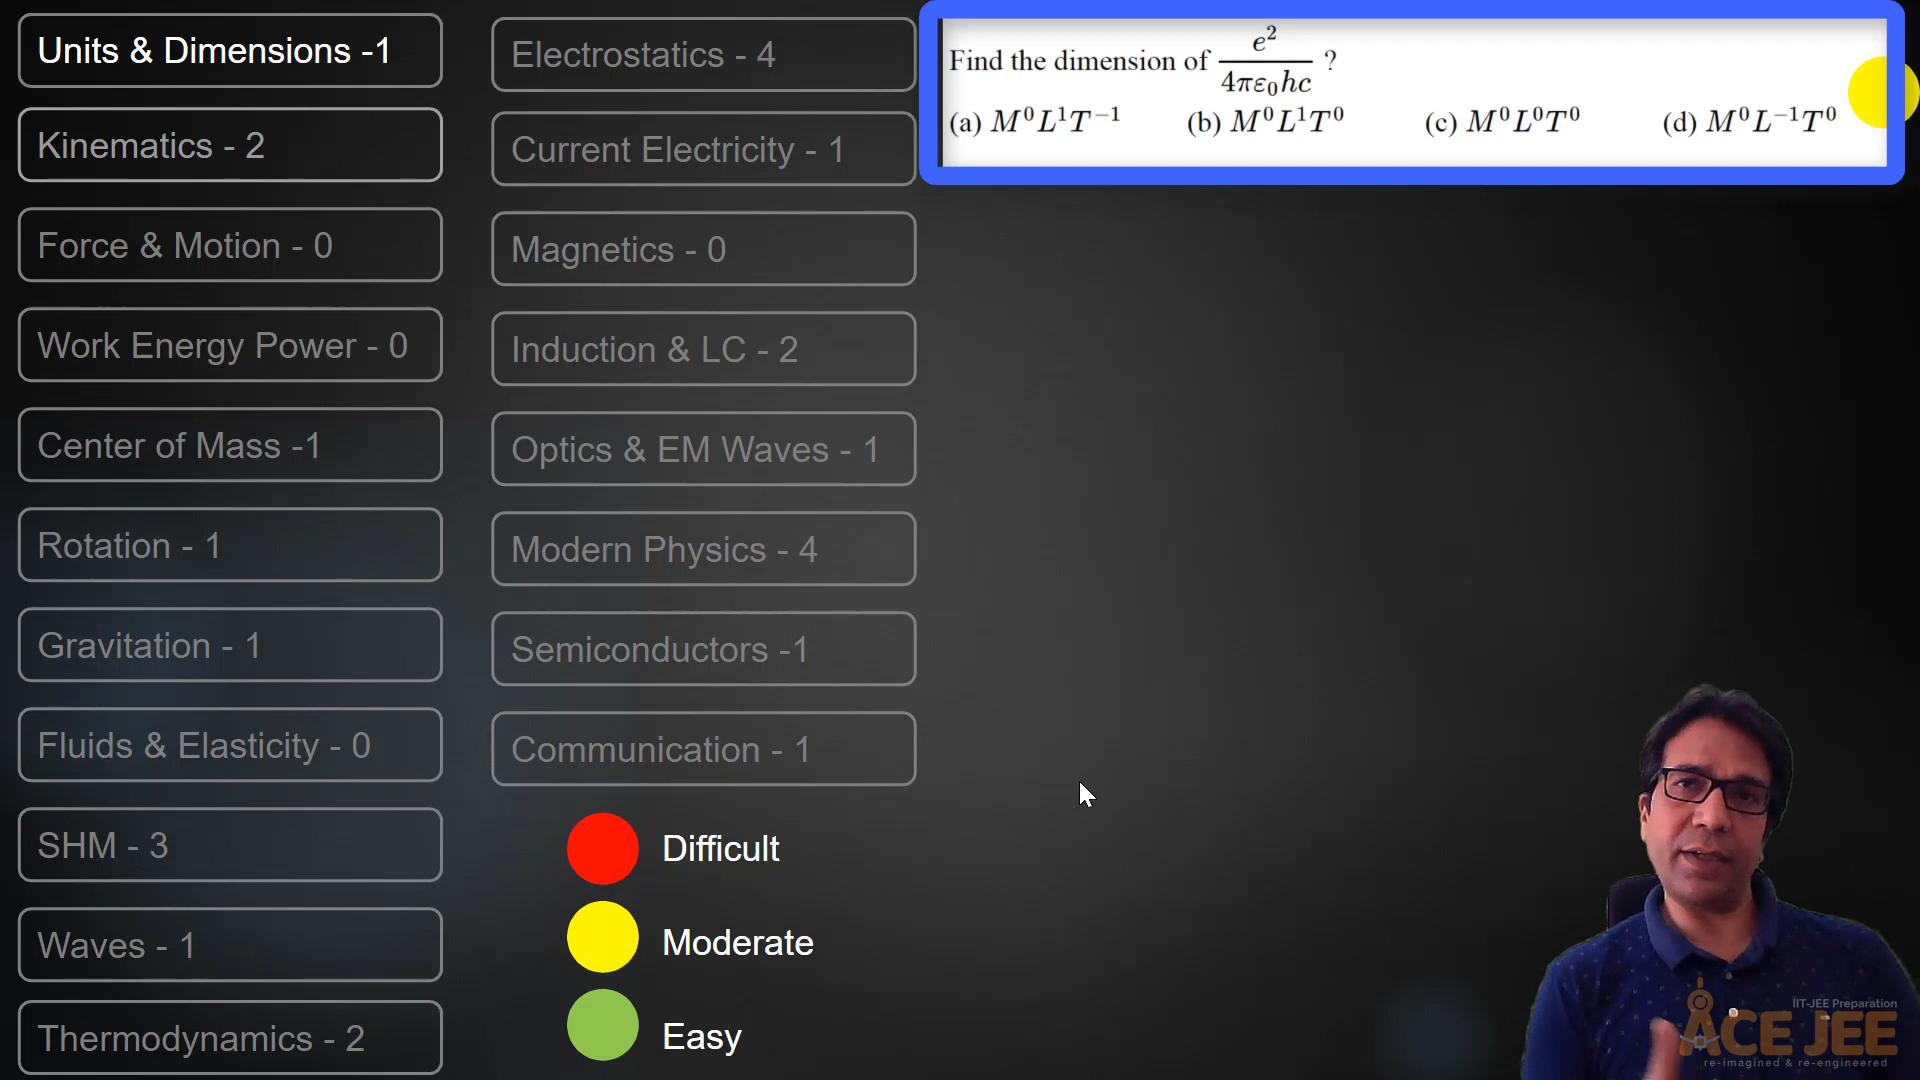 Units & Dimensions -1
Kinematics - 2
Force & Motion - 0
Work Energy Power - 0
Center of Mass -1
Rotation - 1
Gravitation - 1
Fluids & Elasticity - 0
SHM - 3
Waves - 1
Thermodynamics - 2
Electrostatics - 4
Current Electricity - 1
Magnetics - 0
Induction & LC - 2
Optics & EM Waves - 1
Modern Physics - 4
Semiconductors -1
Communication - 1
Difficult
Moderate
Easy
Find the dimension of e²/4πε₀hc ?
(a) M⁰L¹T⁻¹ (b) M⁰L¹T⁰ (c) M⁰L⁰T⁰ (d) M⁰L⁻¹T⁰
IIT-JEE Preparation
ACE JEE
re-imagined & re-engineered